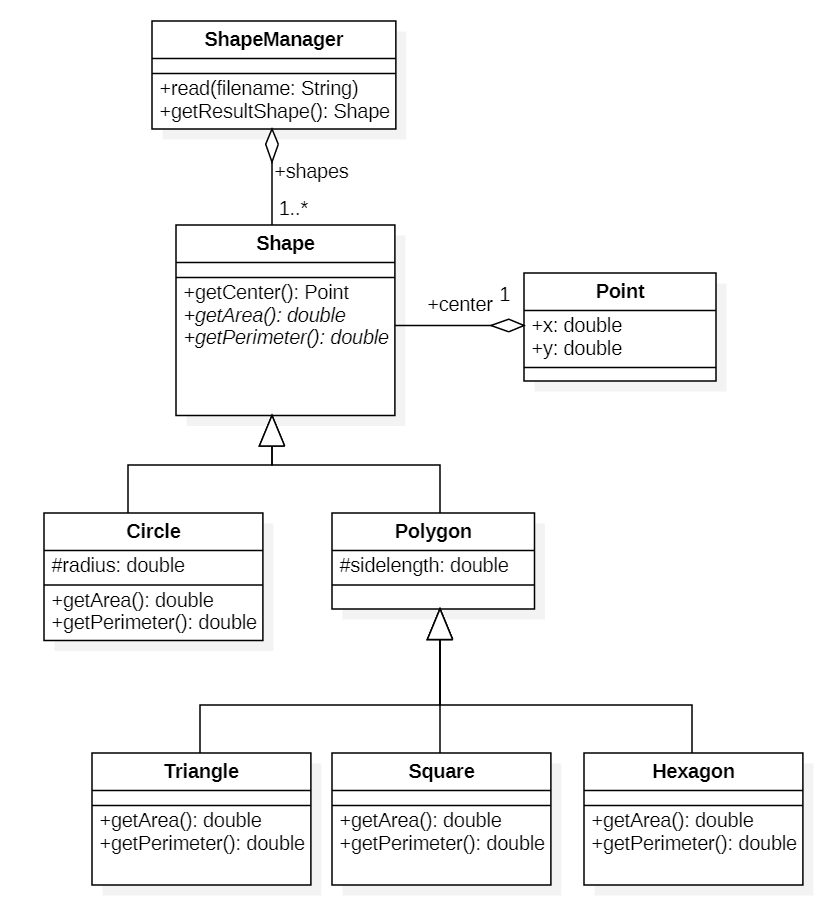 ShapeManager
+read(filename: String)
+getResultShape(): Shape
+shapes
1..*
Shape
+getCenter(): Point
+getArea(): double
+getPerimeter(): double
+center
1
Point
+x: double
+y: double
Circle
#radius: double
+getArea(): double
+getPerimeter(): double
Polygon
#sidelength: double
Triangle
+getArea(): double
+getPerimeter(): double
Square
+getArea(): double
+getPerimeter(): double
Hexagon
+getArea(): double
+getPerimeter(): double